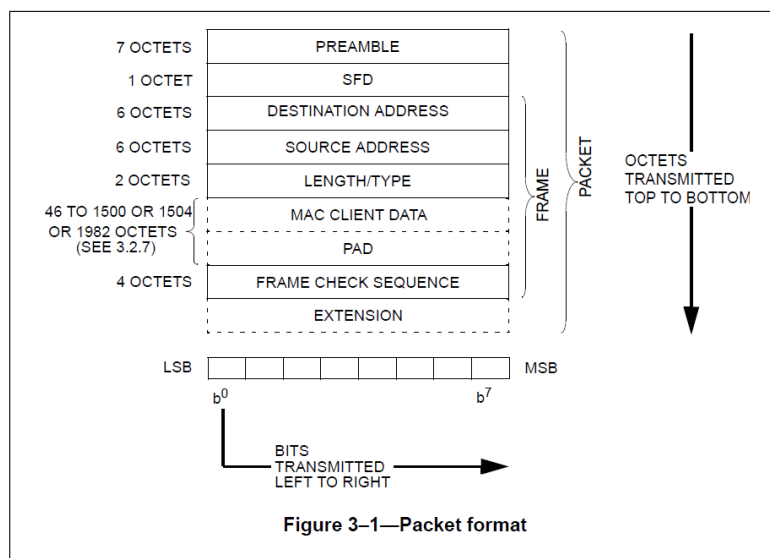 7 OCTETS PREAMBLE
1 OCTET SFD
6 OCTETS DESTINATION ADDRESS
6 OCTETS SOURCE ADDRESS
2 OCTETS LENGTH/TYPE
46 TO 1500 OR 1504
OR 1982 OCTETS
(SEE 3.2.7)
MAC CLIENT DATA
PAD
4 OCTETS FRAME CHECK SEQUENCE
EXTENSION
FRAME
PACKET
OCTETS
TRANSMITTED
TOP TO BOTTOM
LSB MSB
b0 b7
BITS
TRANSMITTED
LEFT TO RIGHT
Figure 3–1—Packet format